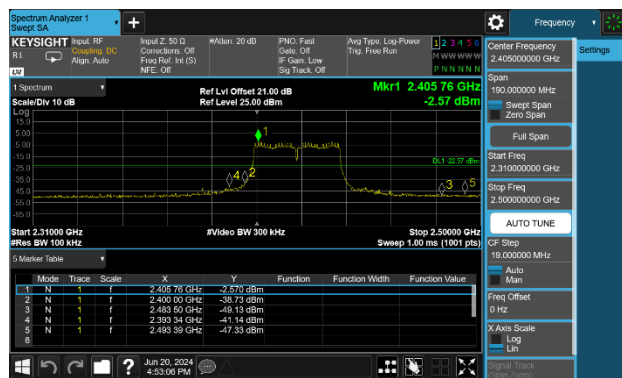 Spectrum Analyzer 1
Swept SA
Frequency
KEYSIGHT
RL
Input: RF
Coupling: DC
Align: Auto
Input Z: 50 Ω
Corrections: Off
Freq Ref: Int (S)
NFE: Off
#Atten: 20 dB
PNO: Fast
Gate: Off
IF Gain: Low
Sig Track: Off
Avg Type: Log-Power
Trig: Free Run
1 2 3 4 5 6
M W W W W W
P N N N N N
LW
1 Spectrum
Scale/Div 10 dB
Ref Lvl Offset 21.00 dB
Ref Level 25.00 dBm
Mkr1 2.405 76 GHz
-2.57 dBm
Log
15.0
5.00
-5.00
-15.0
-25.0
-35.0
-45.0
-55.0
-65.0
1
4
2
3
5
DL1 -22.57 dBm
Start 2.31000 GHz
#Res BW 100 kHz
#Video BW 300 kHz
Stop 2.50000 GHz
Sweep 1.00 ms (1001 pts)
5 Marker Table
Mode Trace Scale X Y Function Function Width Function Value
1 N 1 f 2.405 76 GHz -2.570 dBm
2 N 1 f 2.400 00 GHz -38.73 dBm
3 N 1 f 2.483 50 GHz -49.13 dBm
4 N 1 f 2.393 34 GHz -41.14 dBm
5 N 1 f 2.493 39 GHz -47.33 dBm
6
Jun 20, 2024
4:53:06 PM
Center Frequency
2.405000000 GHz
Settings
Span
190.000000 MHz
Swept Span
Zero Span
Full Span
Start Freq
2.310000000 GHz
Stop Freq
2.500000000 GHz
AUTO TUNE
CF Step
19.000000 MHz
Auto
Man
Freq Offset
0 Hz
X Axis Scale
Log
Lin
Signal Track
(Span Zoom)